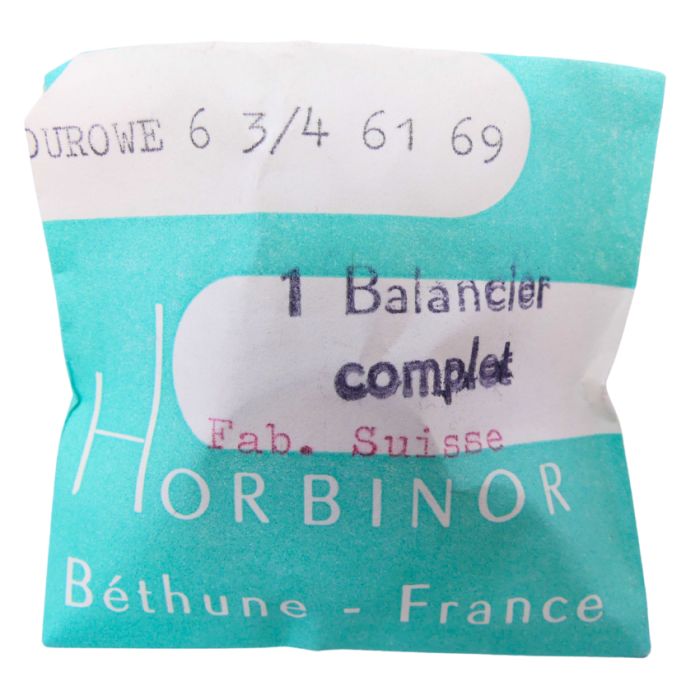 DUROWE 6 3/4 61 69
1 Balancier
complet
Fab. Suisse
HORBINOR
Béthune - France